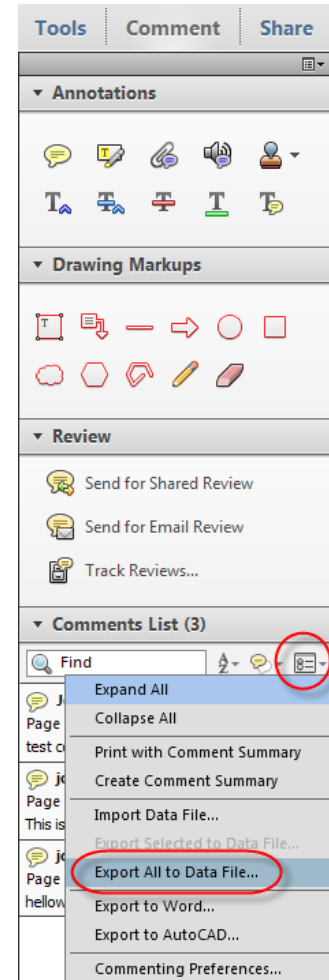 Tools Comment Share
Annotations
Drawing Markups
Review
Send for Shared Review
Send for Email Review
Track Reviews...
Comments List (3)
Find
Expand All
Collapse All
Page
test
Print with Comment Summary
Create Comment Summary
Page
This is
Import Data File...
Export Selected to Data File...
Export All to Data File...
Page
hellow
Export to Word...
Export to AutoCAD...
Commenting Preferences...